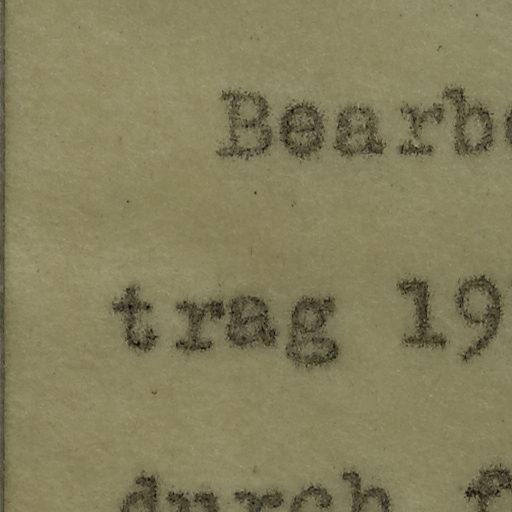 Bearb
trag 19
durch f